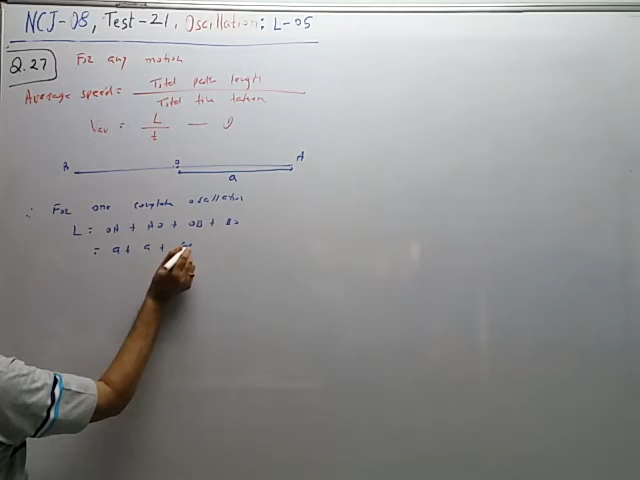 NCJ-08, Test-21, Oscillation: L-05
Q.27 For any motion
Average speed = Total path length
Total time taken
Vav = L
t
B O A
a
∵ For one complete oscillation
L = OA + AO + OB + BO
= a + a +